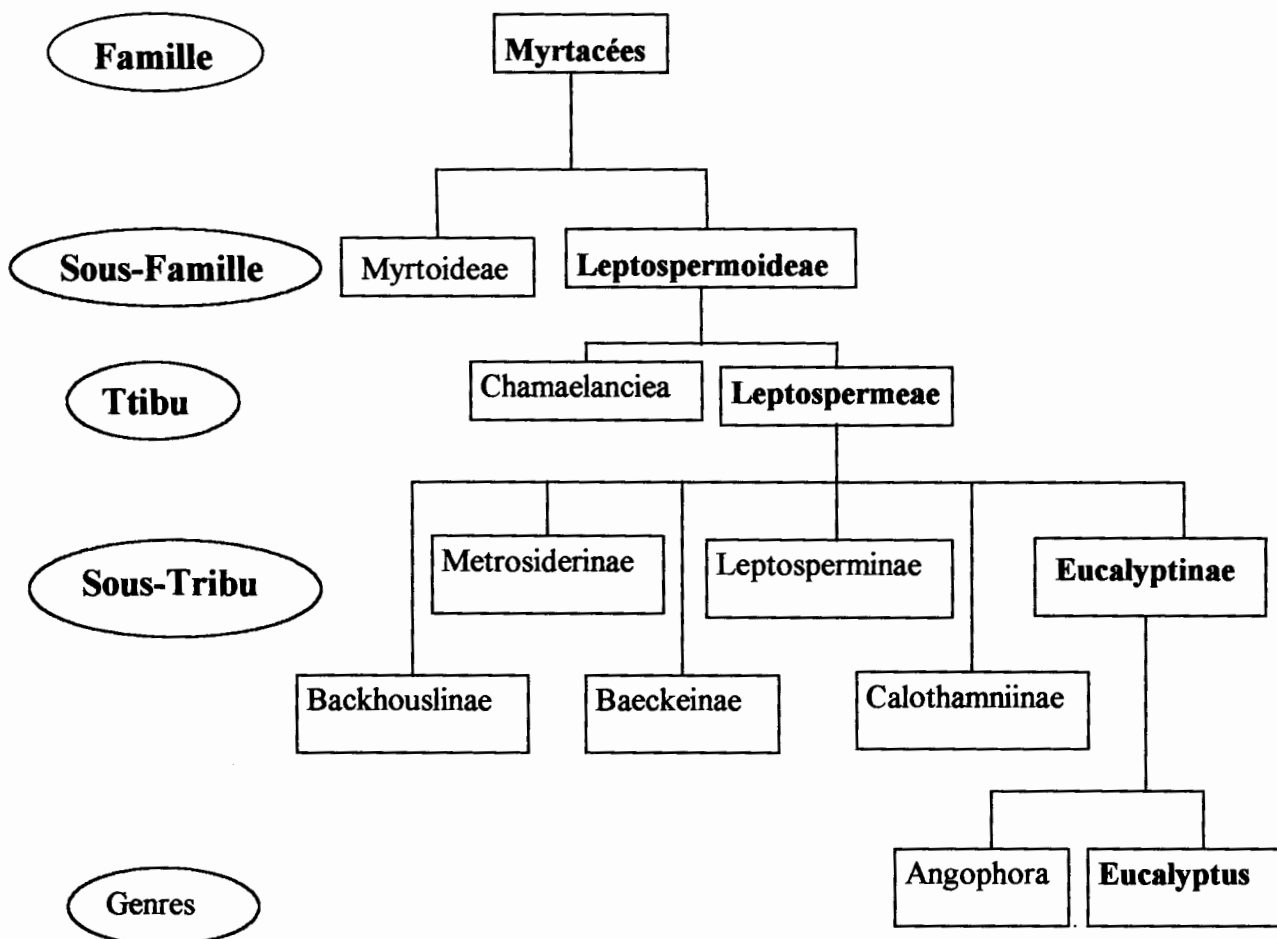 Famille
Myrtacées
Sous-Famille
Myrtoideae
Leptospermoideae
Ttibu
Chamaelanciea
Leptospermeae
Sous-Tribu
Metrosiderinae
Leptosperminae
Eucalyptinae
Backhouslinae
Baeckeinae
Calothamniinae
Genres
Angophora
Eucalyptus